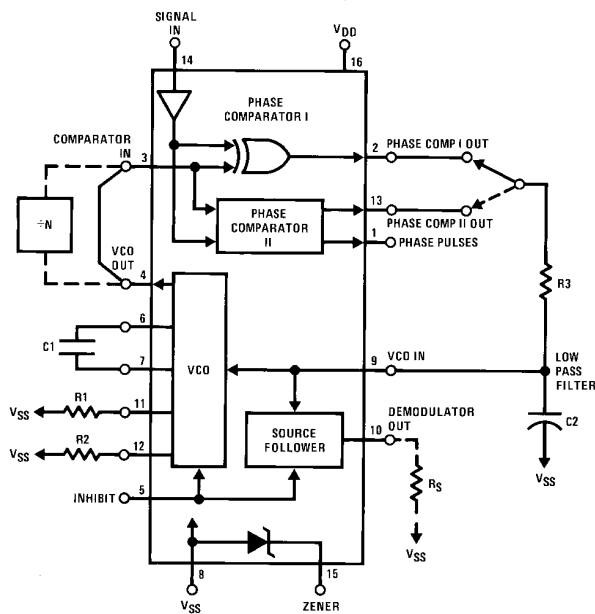 SIGNAL
IN
14
VDD
16
PHASE
COMPARATOR I
COMPARATOR
IN
3
2
PHASE COMP I OUT
÷N
13
PHASE COMP II OUT
PHASE
COMPARATOR
II
1
PHASE PULSES
VCO
OUT
4
R3
6
C1
7
VCO
9
VCO IN
LOW
PASS
FILTER
R1
VSS
11
C2
DEMODULATOR
OUT
R2
VSS
12
SOURCE
FOLLOWER
10
INHIBIT
5
RS
VSS
VSS
8
15
VSS
ZENER